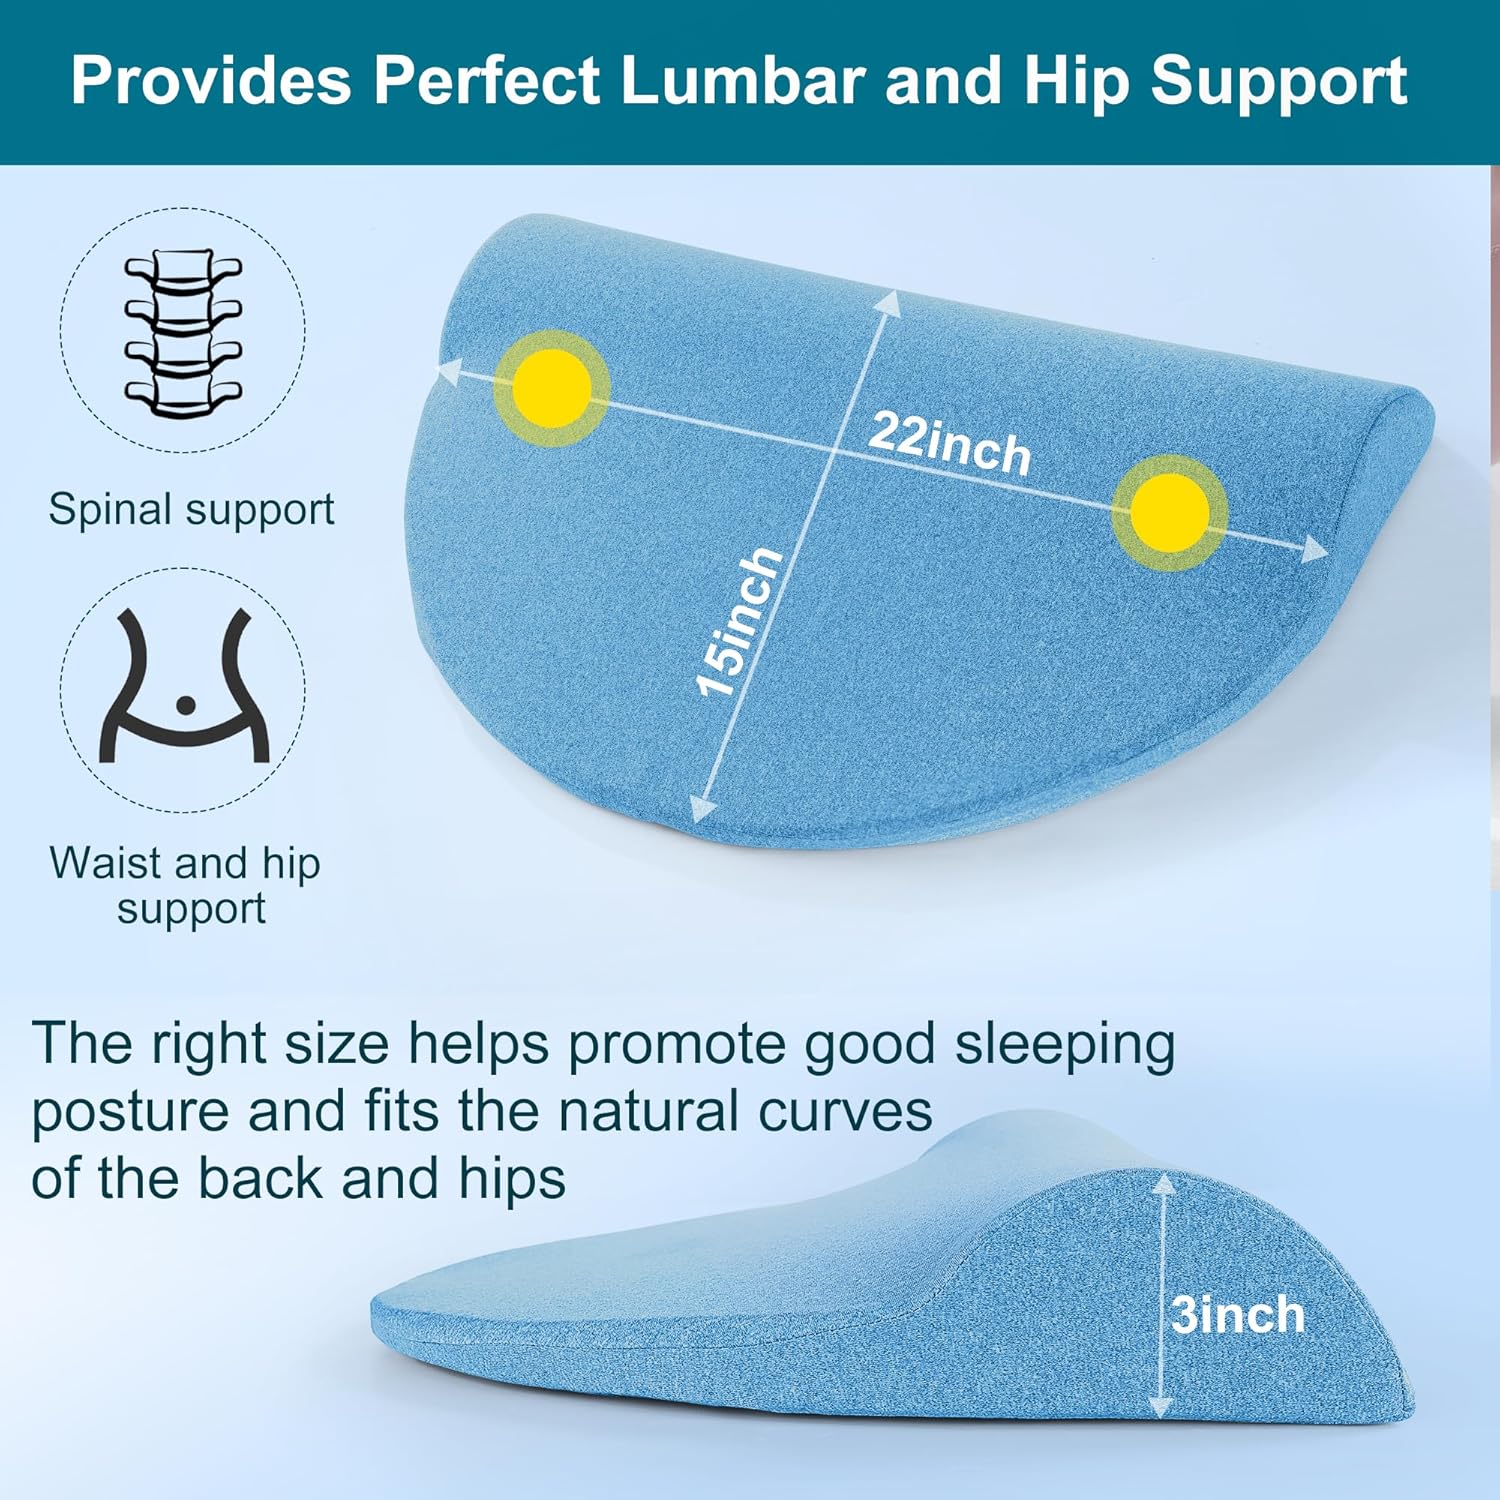 Provides Perfect Lumbar and Hip Support
Spinal support
22inch
15inch
Waist and hip
support
The right size helps promote good sleeping
posture and fits the natural curves
of the back and hips
3inch